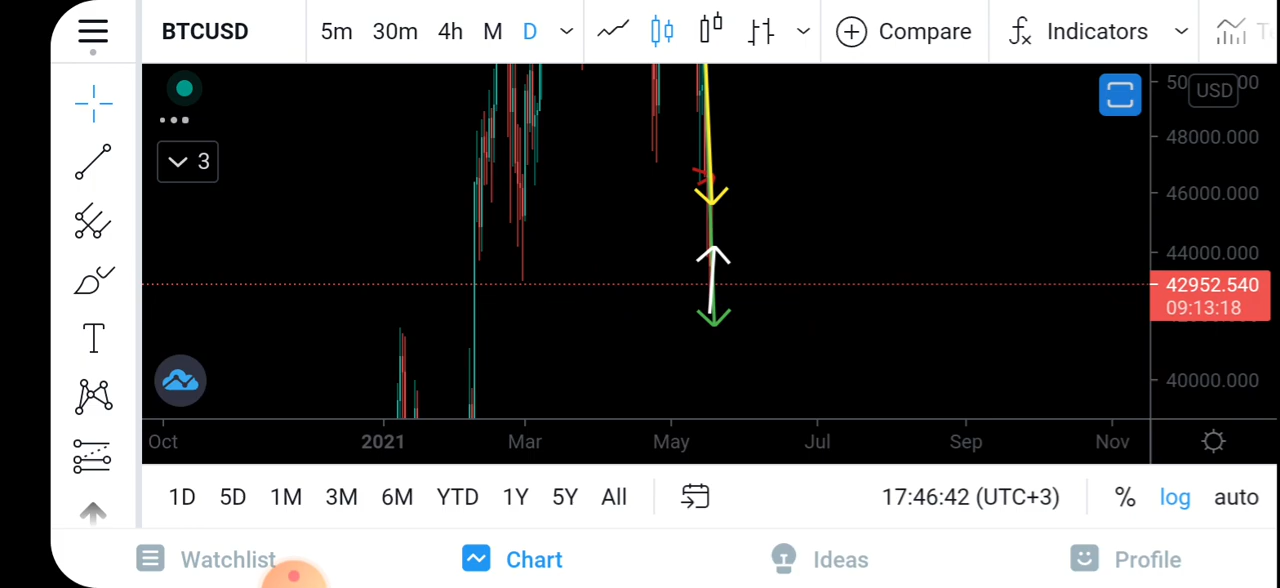 BTCUSD 5m 30m 4h M D Compare Indicators
USD
48000.000
46000.000
44000.000
42952.540
09:13:18
40000.000
3
Oct 2021 Mar May Jul Sep Nov
1D 5D 1M 3M 6M YTD 1Y 5Y All 17:46:42 (UTC+3) % log auto
Watchlist Chart Ideas Profile